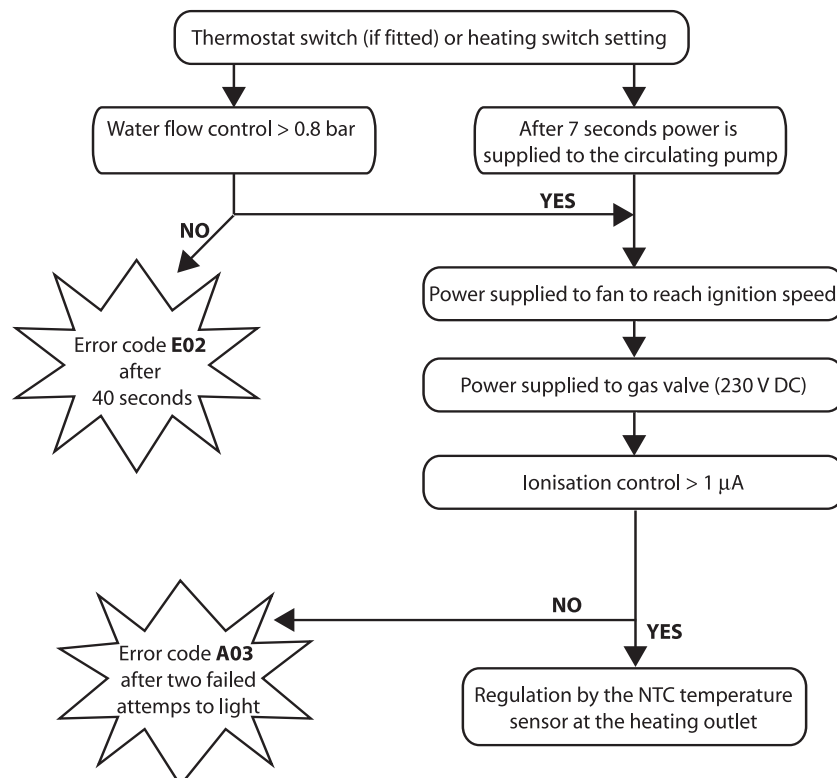 Thermostat switch (if fitted) or heating switch setting
Water flow control > 0.8 bar
After 7 seconds power is
supplied to the circulating pump
YES
NO
Error code E02
after
40 seconds
Power supplied to fan to reach ignition speed
Power supplied to gas valve (230 V DC)
Ionisation control > 1 μA
NO
YES
Error code A03
after two failed
attemps to light
Regulation by the NTC temperature
sensor at the heating outlet